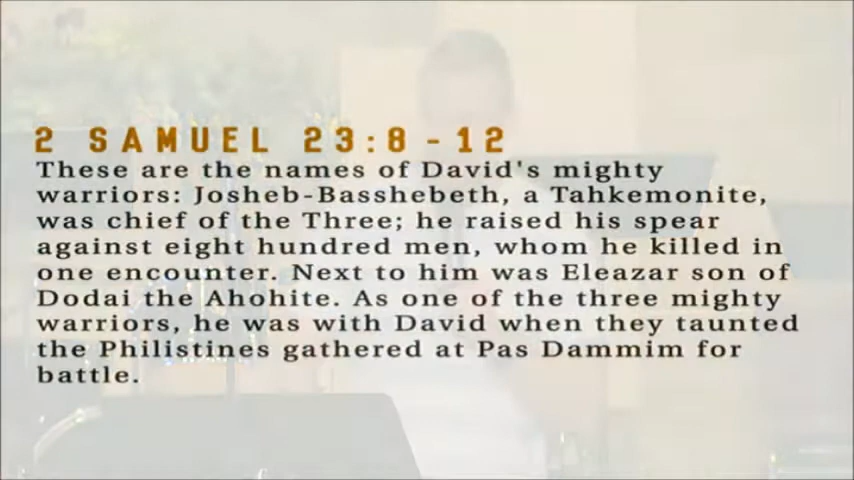 2 SAMUEL 23:8-12
These are the names of David's mighty
warriors: Josheb-Basshebeth, a Tahkemonite,
was chief of the Three; he raised his spear
against eight hundred men, whom he killed in
one encounter. Next to him was Eleazar son of
Dodai the Ahohite. As one of the three mighty
warriors, he was with David when they taunted
the Philistines gathered at Pas Dammim for
battle.